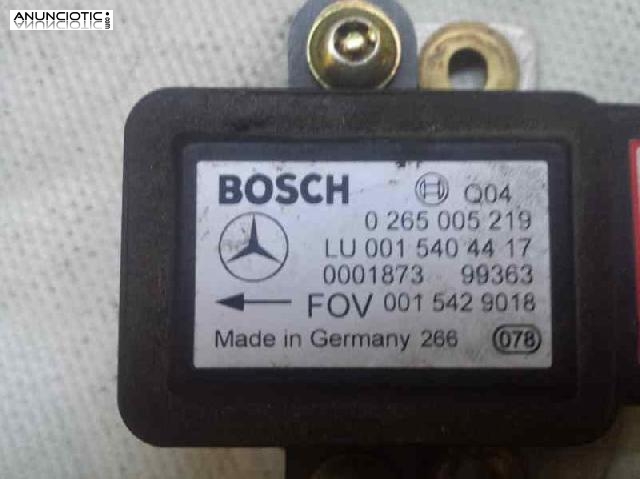 ANUNCIOTIC.com
BOSCH Q04
0 265 005 219
LU 001 540 44 17
0001873 99363
FOV 001 542 9018
Made in Germany 266 078